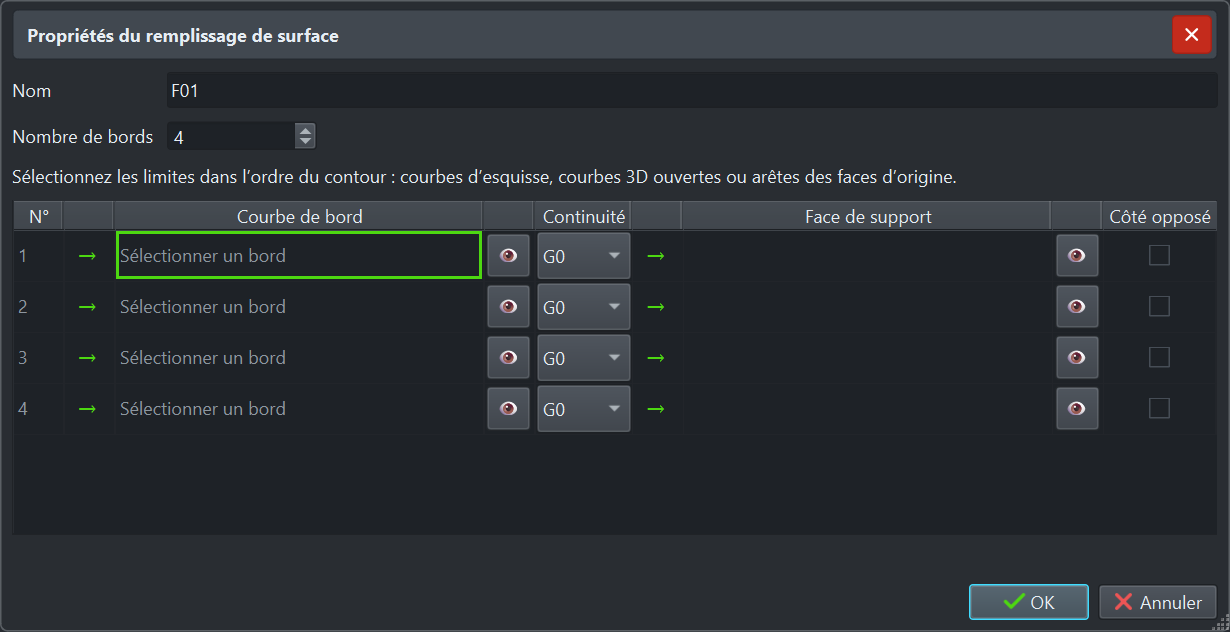 Propriétés du remplissage de surface
Nom F01
Nombre de bords 4
Sélectionnez les limites dans l’ordre du contour : courbes d’esquisse, courbes 3D ouvertes ou arêtes des faces d’origine.
N° Courbe de bord Continuité Face de support Côté opposé
1 → Sélectionner un bord G0 →
2 → Sélectionner un bord G0 →
3 → Sélectionner un bord G0 →
4 → Sélectionner un bord G0 →
OK Annuler